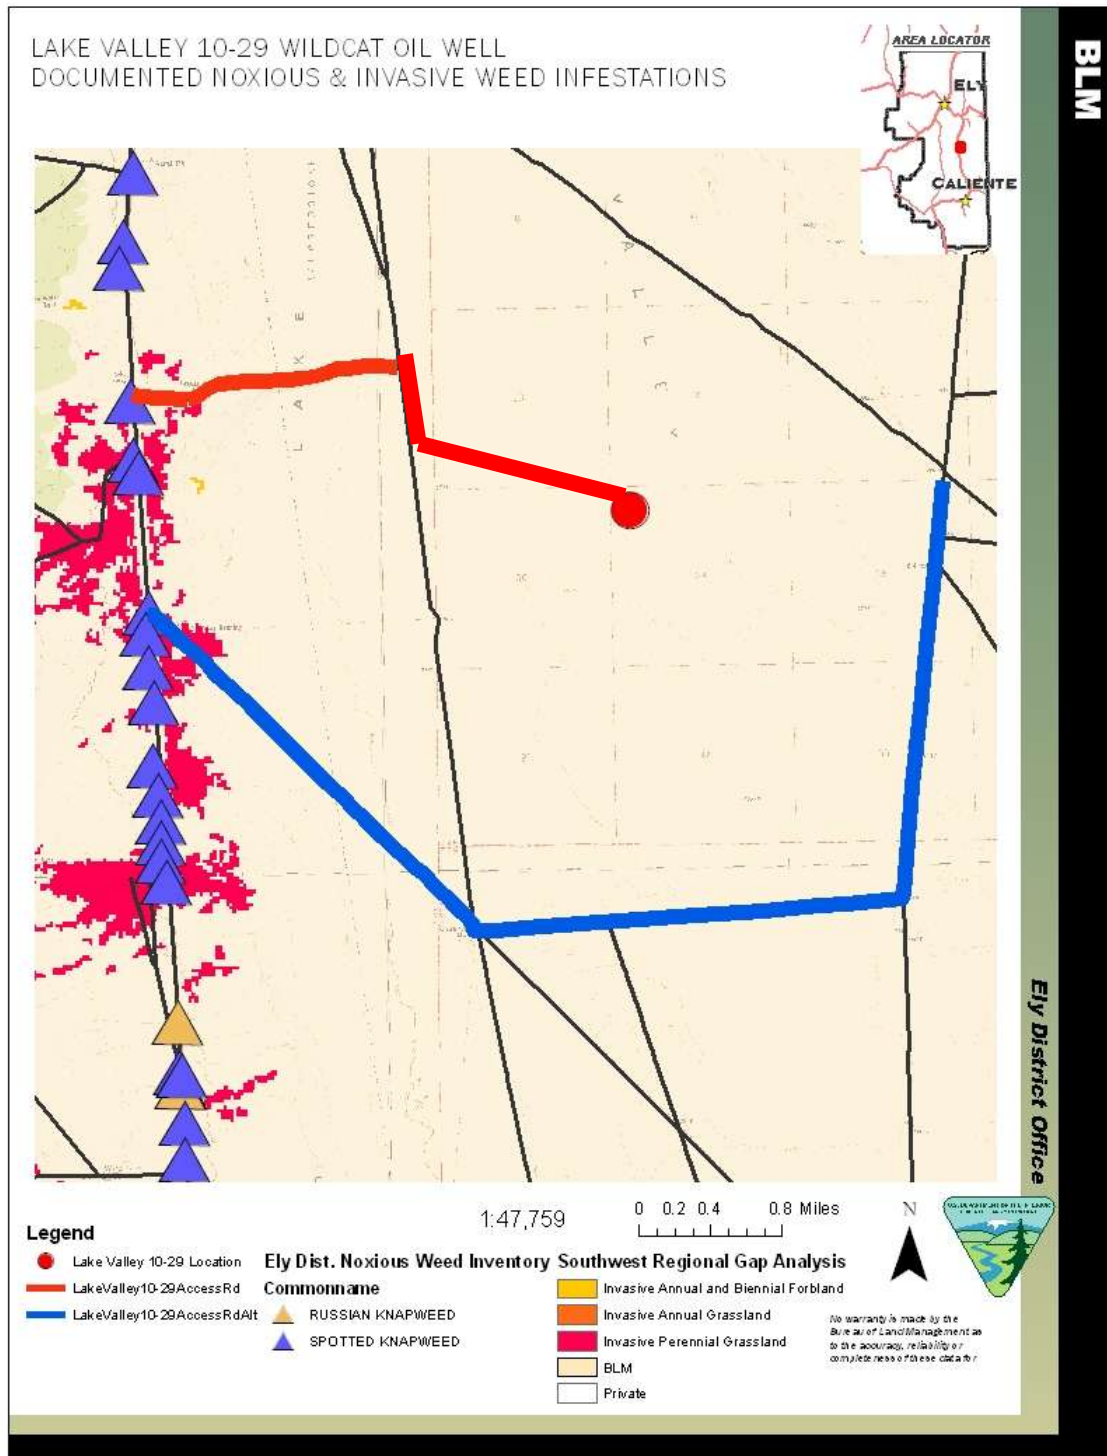 LAKE VALLEY 10-29 WILDCAT OIL WELL
DOCUMENTED NOXIOUS & INVASIVE WEED INFESTATIONS
AREA LOCATOR
ELY
CALIENTE
BLM
L A K E
V A L L E Y
Ely District Office
1:47,759
0 0.2 0.4 0.8 Miles
N
Legend
Lake Valley 10-29 Location
LakeValley10-29AccessRd
LakeValley10-29AccessRdAlt
Ely Dist. Noxious Weed Inventory
Commonname
RUSSIAN KNAPWEED
SPOTTED KNAPWEED
Southwest Regional Gap Analysis
Invasive Annual and Biennial Forbland
Invasive Annual Grassland
Invasive Perennial Grassland
BLM
Private
No warranty is made by the
Bureau of Land Management as
to the accuracy, reliability or
completeness of these data for